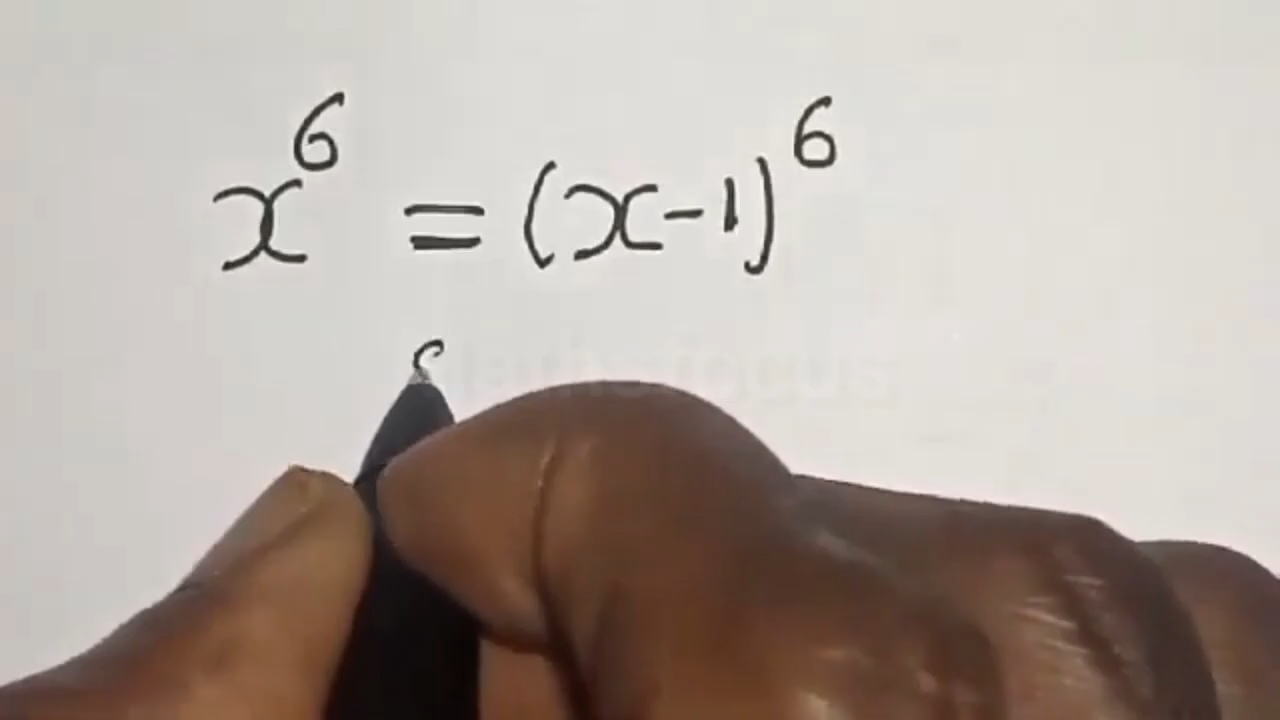 x⁶ = (x-1)⁶